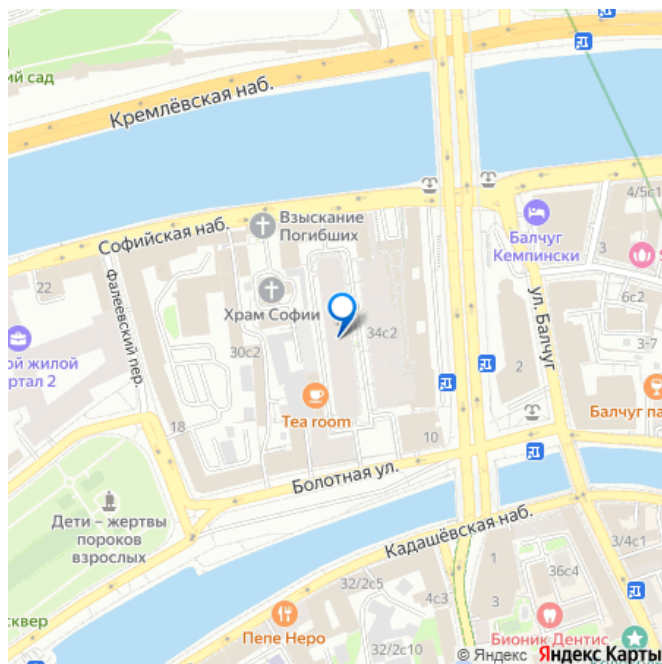 ий сад
Кремлёвская наб.
4/5с1
Взыскание
Погибших
Софийская наб.
Балчуг
Кемпински
3
S
22
Фалеевский пер.
Храм Софии
ул. Балчуг
6с2
34с2
30с2
3-7
ой жилой
ртал 2
2
Tea room
Балчуг па
18
10
Болотная ул.
Дети – жертвы
пороков
взрослых
Кадашёвская наб.
3/4с1
1
36с4
32/2с5
4с3
3
сквер
Пепе Неро
32/2с10
Бионик Дентис
© Яндекс Яндекс Карты